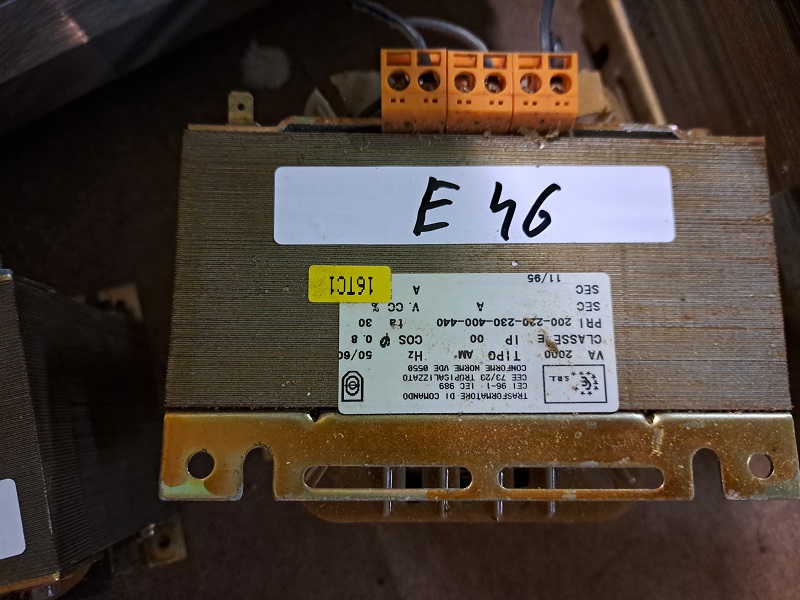 E 46
16TC1
S.R.L.
TRASFORMATORE DI COMANDO
CEI 96-1 IEC 989
CEE 73/23 TROPICALIZZATO
CONFORME NORME VDE 0550
VA 2000 TIPO AM Hz 50/60
CLASSE E IP 00 COS φ 0.8
PRI 200-220-230-400-440 ta 30
SEC A V.CC %
SEC A
11/95